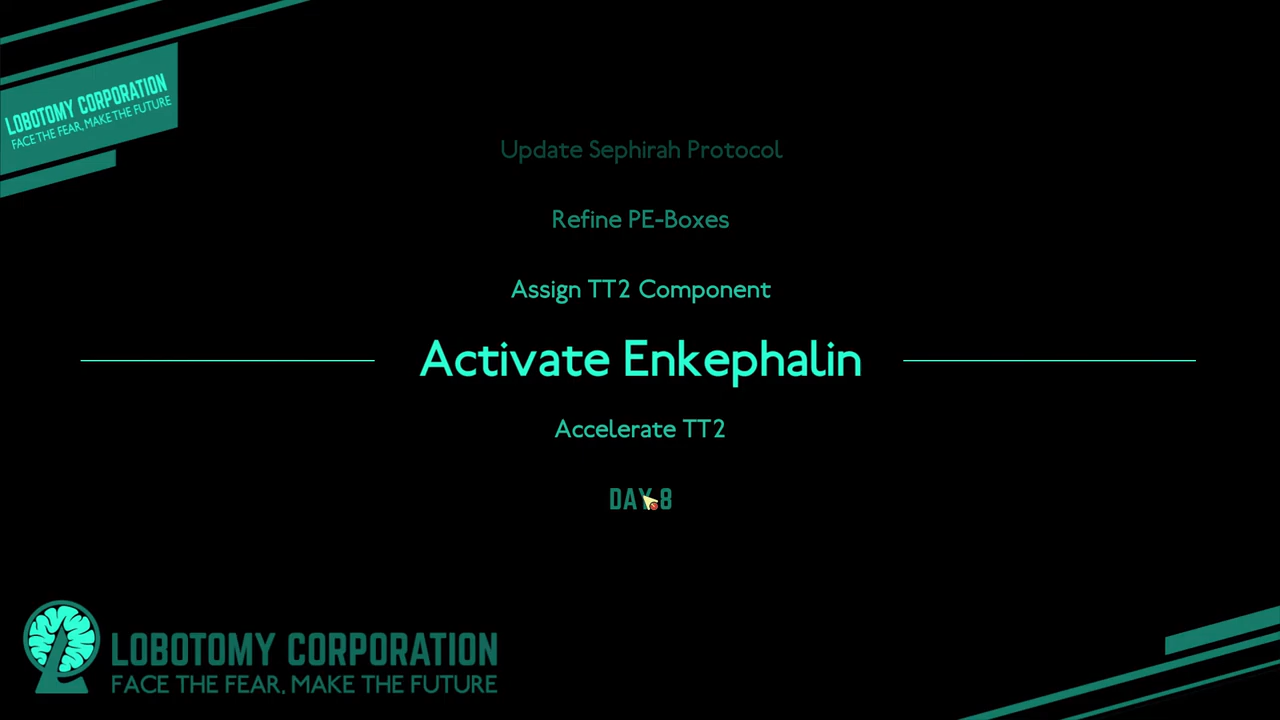 LOBOTOMY CORPORATION
FACE THE FEAR, MAKE THE FUTURE
Update Sephirah Protocol
Refine PE-Boxes
Assign TT2 Component
Activate Enkephalin
Accelerate TT2
DAY 8
LOBOTOMY CORPORATION
FACE THE FEAR, MAKE THE FUTURE